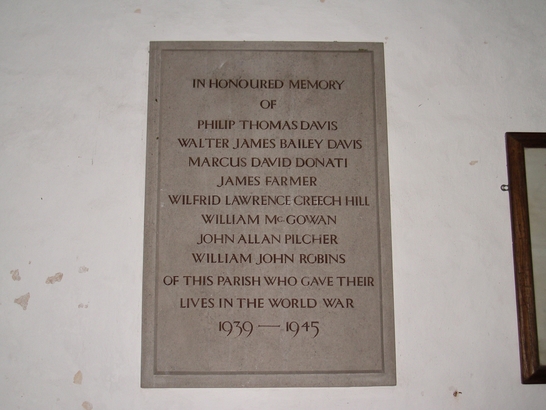 IN HONOURED MEMORY
OF
PHILIP THOMAS DAVIS
WALTER JAMES BAILEY DAVIS
MARCUS DAVID DONATI
JAMES FARMER
WILFRID LAWRENCE CREECH HILL
WILLIAM Mc GOWAN
JOHN ALLAN PILCHER
WILLIAM JOHN ROBINS
OF THIS PARISH WHO GAVE THEIR
LIVES IN THE WORLD WAR
1939 — 1945